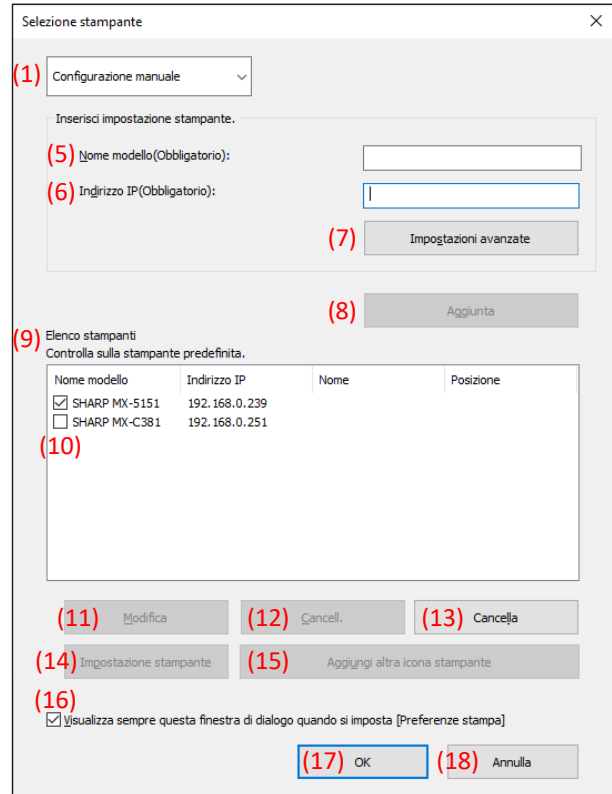 Selezione stampante
(1) Configurazione manuale
Inserisci impostazione stampante.
(5) Nome modello(Obbligatorio):
(6) Indirizzo IP(Obbligatorio):
(7) Impostazioni avanzate
(8) Aggiunta
(9) Elenco stampanti
Controlla sulla stampante predefinita.
Nome modello Indirizzo IP Nome Posizione
SHARP MX-5151 192.168.0.239
SHARP MX-C381 192.168.0.251
(10)
(11) Modifica (12) Cancell. (13) Cancella
(14) Impostazione stampante (15) Aggiungi altra icona stampante
(16)
Visualizza sempre questa finestra di dialogo quando si imposta [Preferenze stampa]
(17) OK (18) Annulla